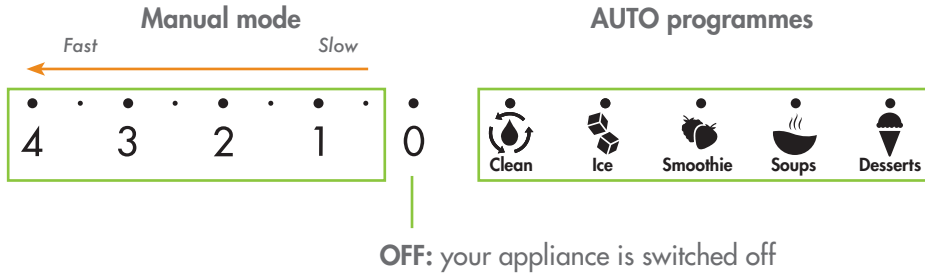 Manual mode
AUTO programmes
Fast
Slow
4 3 2 1 0
Clean Ice Smoothie Soups Desserts
OFF: your appliance is switched off